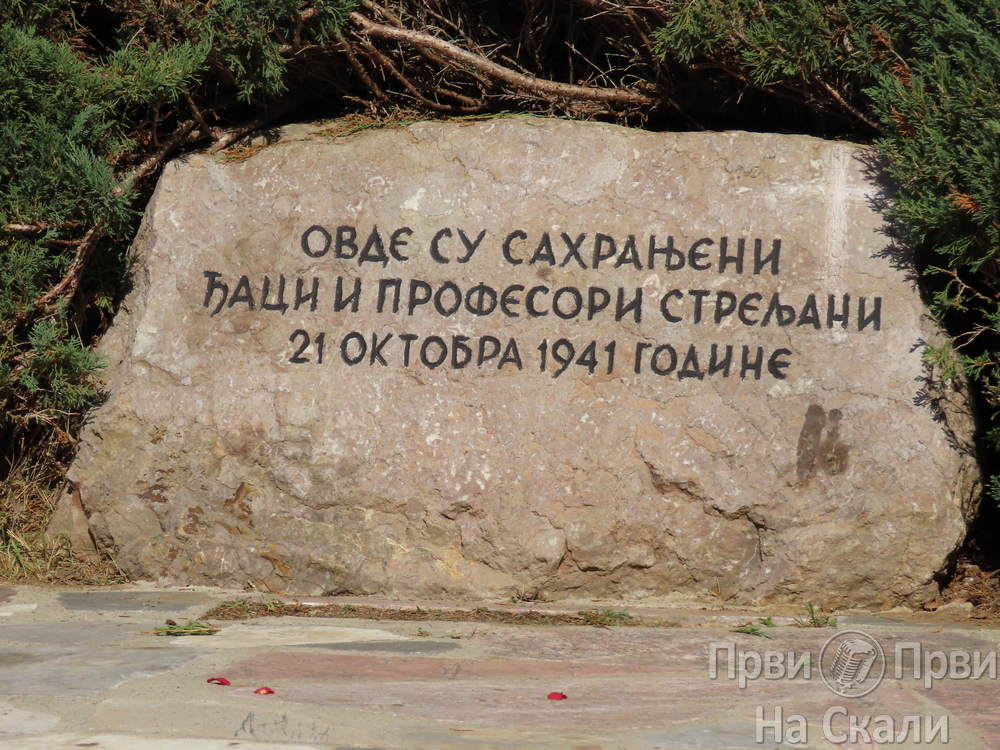 ОВДЕ СУ САХРАЊЕНИ
ЂАЦИ И ПРОФЕСОРИ СТРЕЉАНИ
21 ОКТОБРА 1941 ГОДИНЕ
Први Први
На Скали